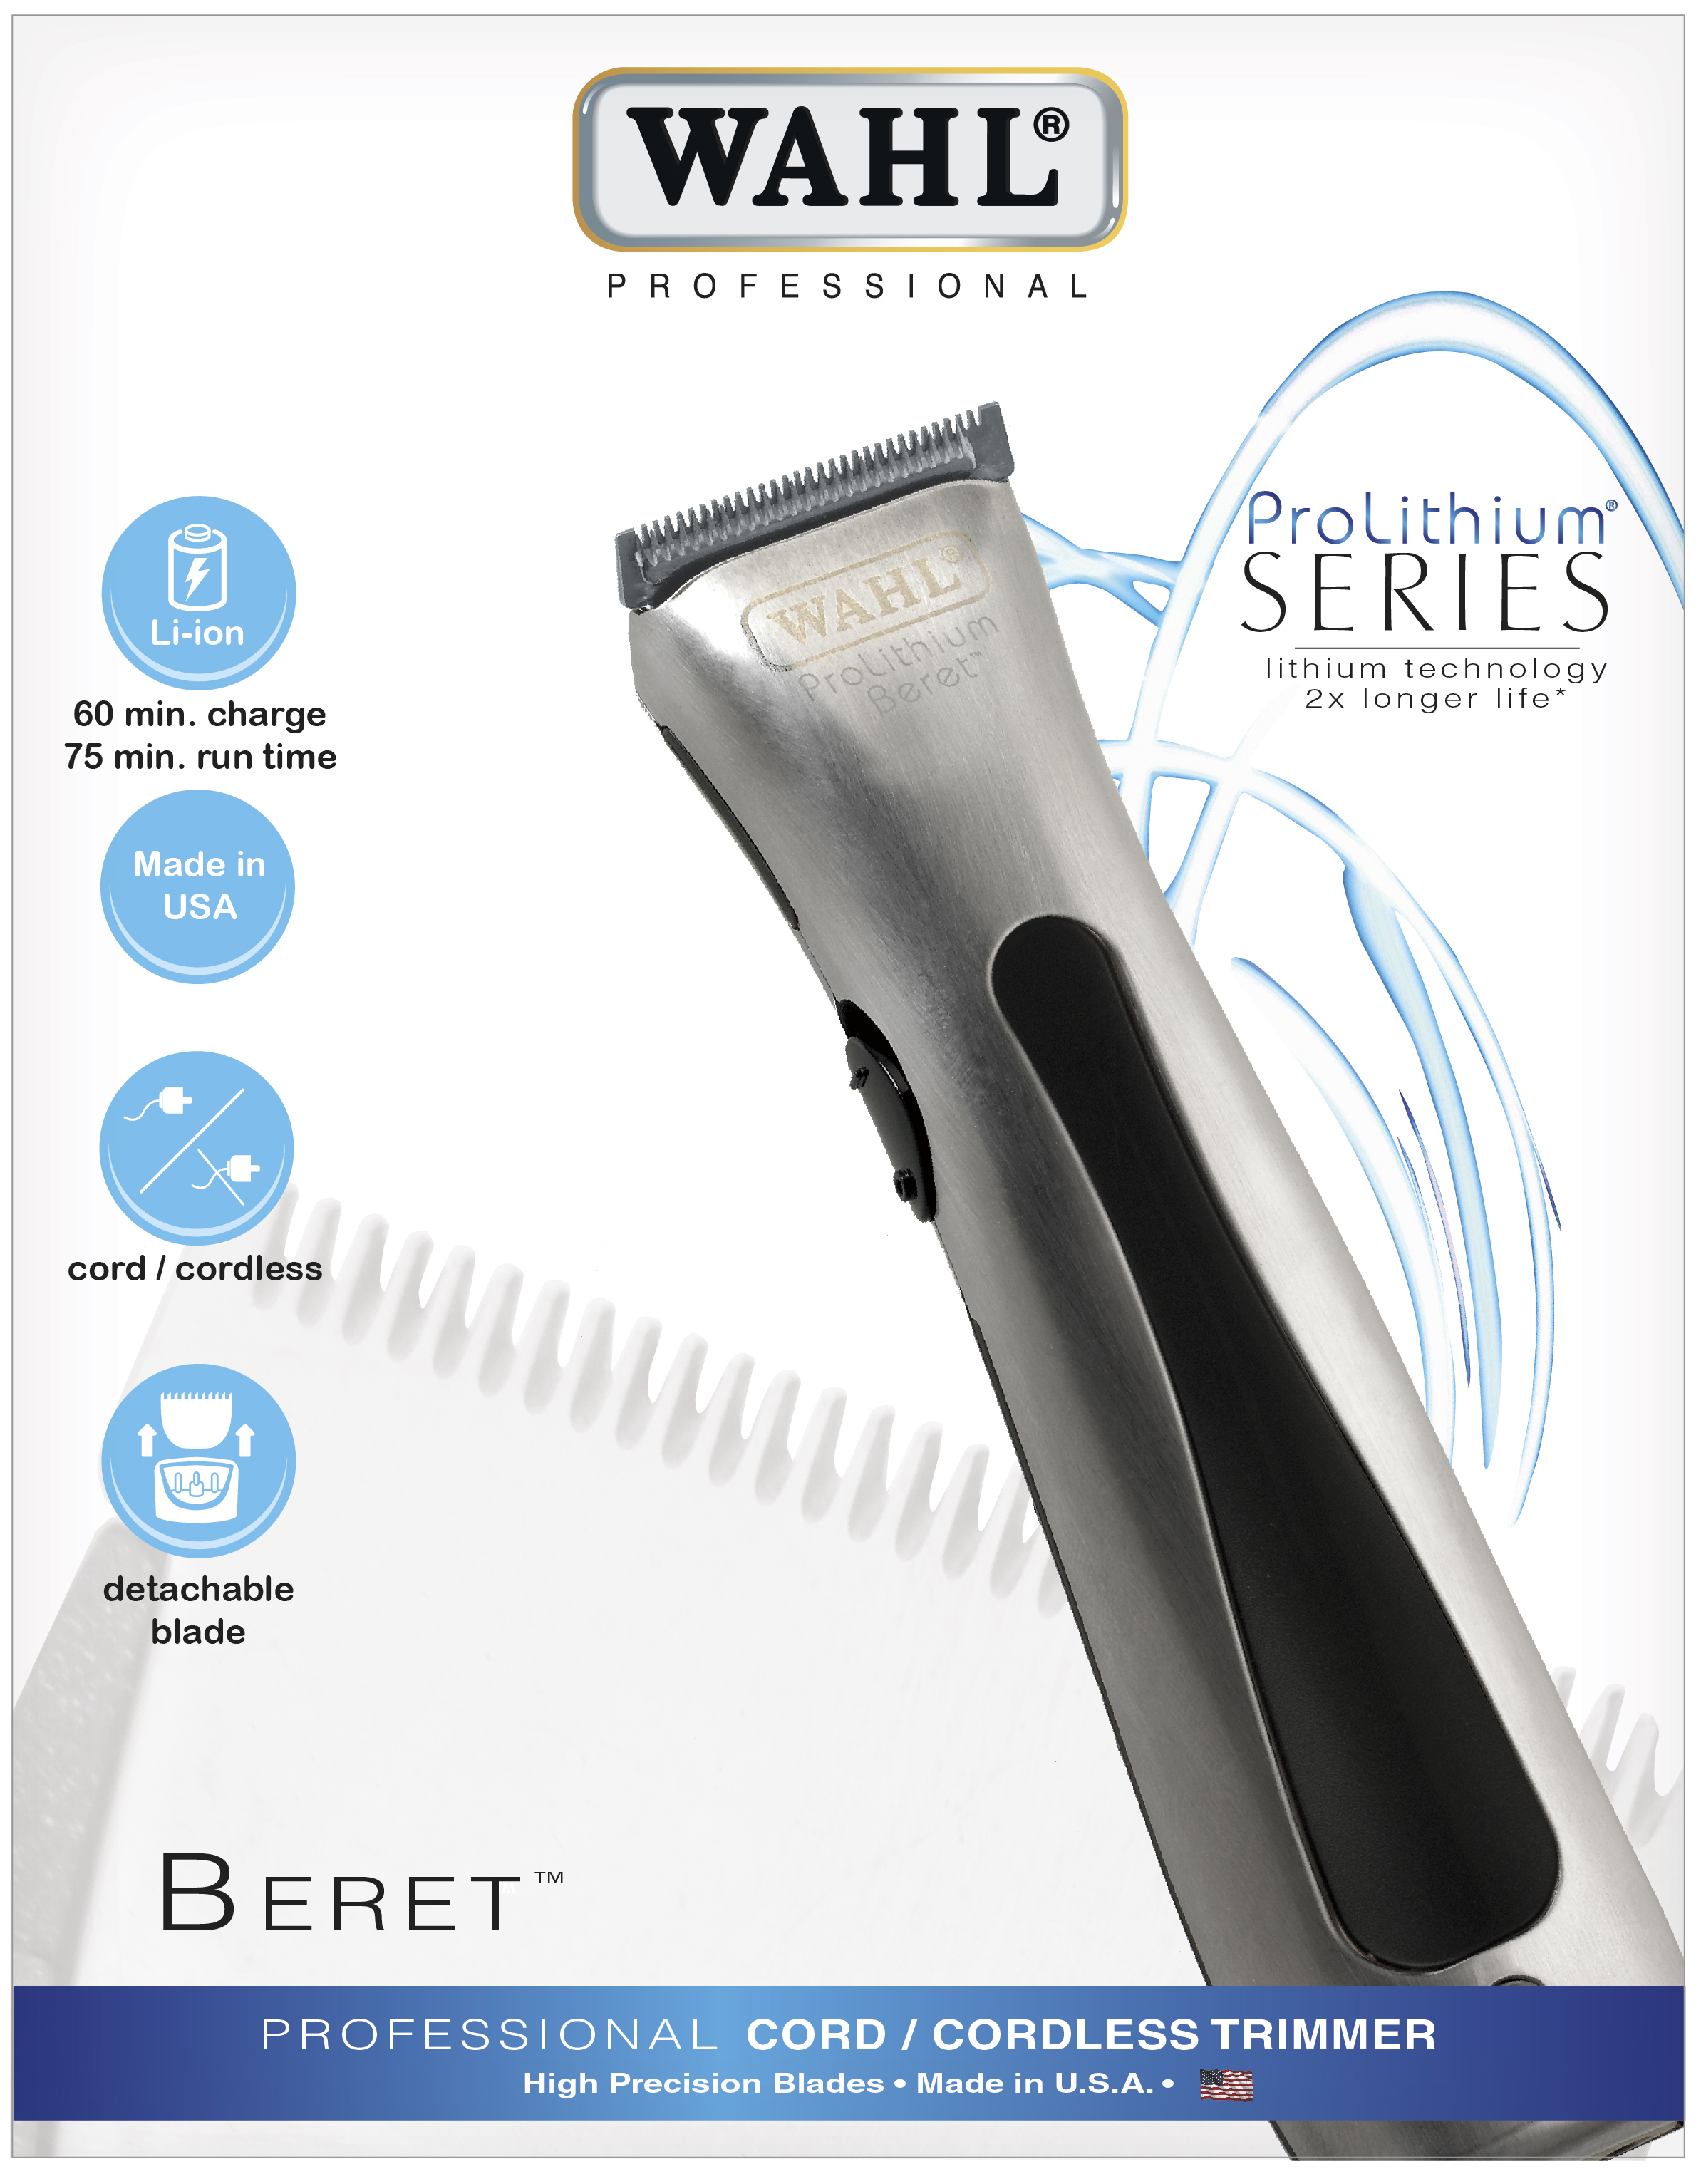 WAHL®
PROFESSIONAL
WAHL®
ProLithium
Beret™
ProLithium®
SERIES
lithium technology
2x longer life*
Li-ion
60 min. charge
75 min. run time
Made in
USA
cord / cordless
detachable
blade
BERET™
PROFESSIONAL CORD / CORDLESS TRIMMER
High Precision Blades • Made in U.S.A. •